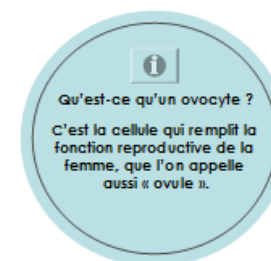 Qu'est-ce qu'un ovocyte ?
C'est la cellule qui remplit la
fonction reproductive de la
femme, que l'on appelle
aussi « ovule ».